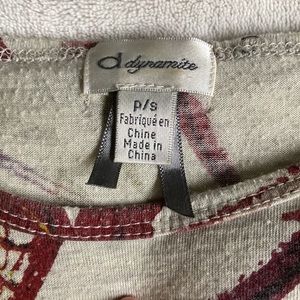 d dynamite
p/s
Fabriqué en
Chine
Made in
China